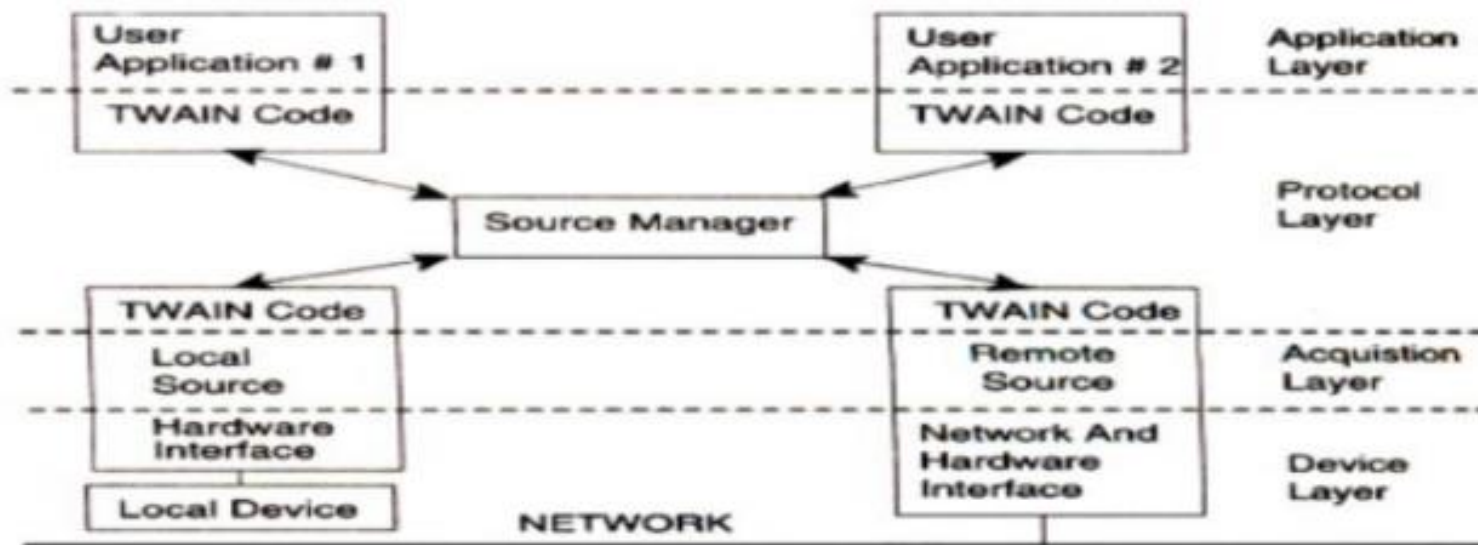 User
Application # 1
TWAIN Code
User
Application # 2
TWAIN Code
Application
Layer
Source Manager
Protocol
Layer
TWAIN Code
Local
Source
Hardware
Interface
Local Device
TWAIN Code
Remote
Source
Network And
Hardware
Interface
Acquistion
Layer
Device
Layer
NETWORK